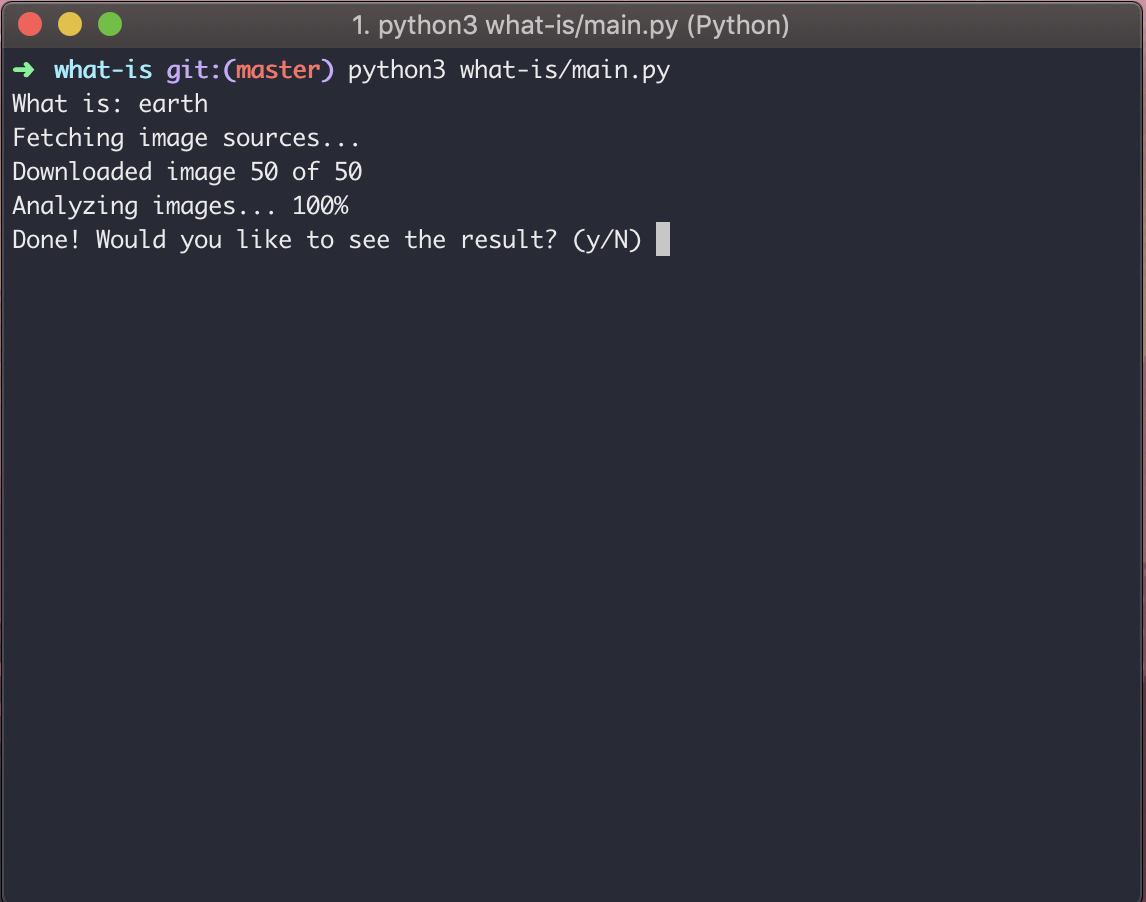 1. python3 what-is/main.py (Python)
➜ what-is git:(master) python3 what-is/main.py
What is: earth
Fetching image sources...
Downloaded image 50 of 50
Analyzing images... 100%
Done! Would you like to see the result? (y/N)